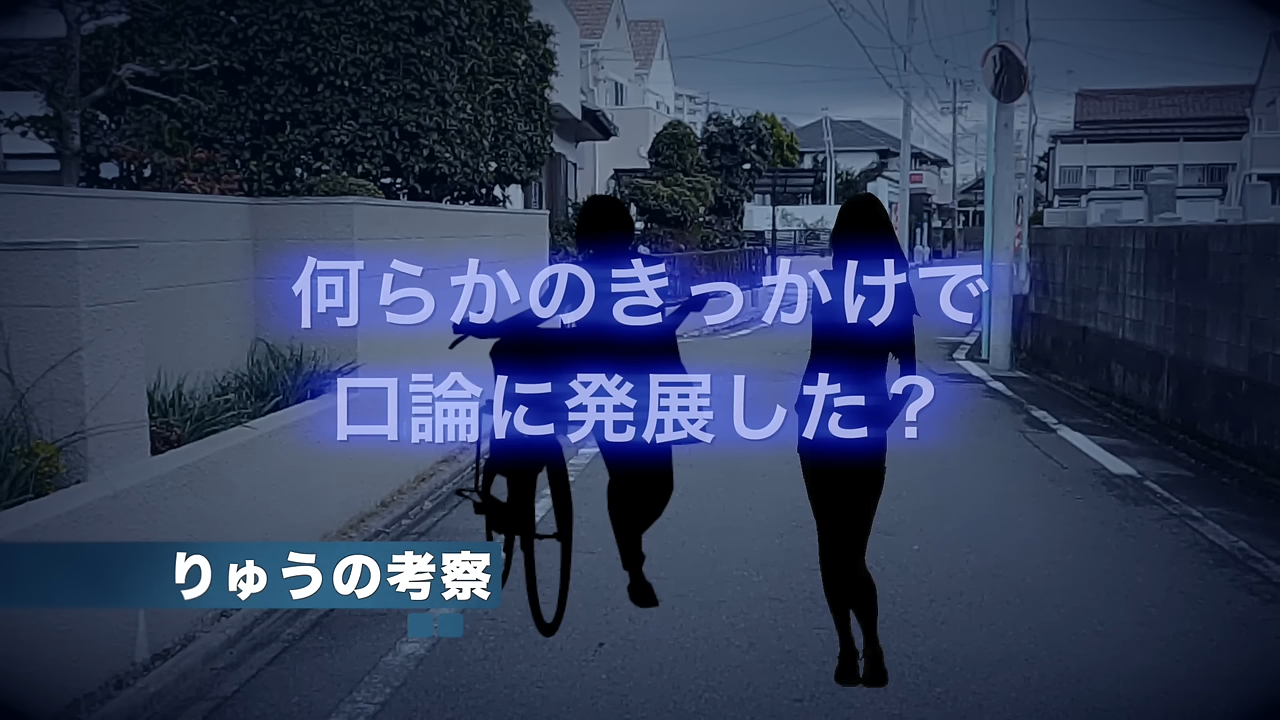 何らかのきっかけで
口論に発展した？
りゅうの考察